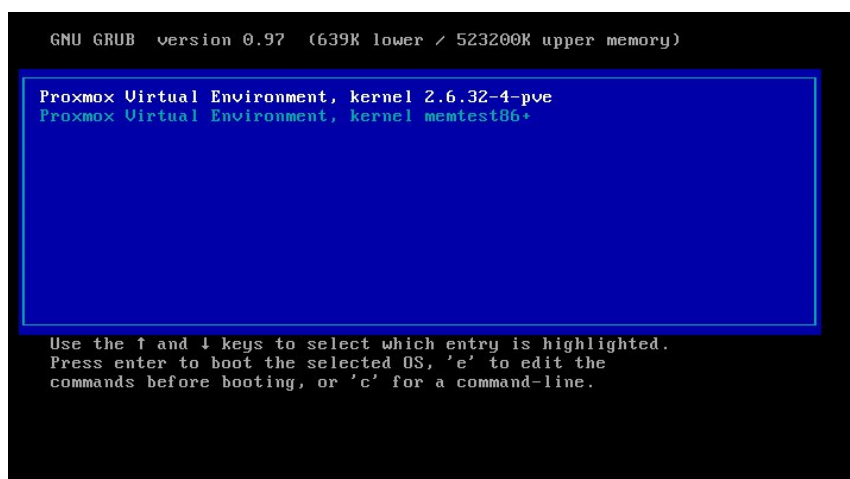 GNU GRUB version 0.97 (639K lower / 523200K upper memory)
Proxmox Virtual Environment, kernel 2.6.32-4-pve
Proxmox Virtual Environment, kernel memtest86+
Use the ↑ and ↓ keys to select which entry is highlighted.
Press enter to boot the selected OS, 'e' to edit the
commands before booting, or 'c' for a command-line.